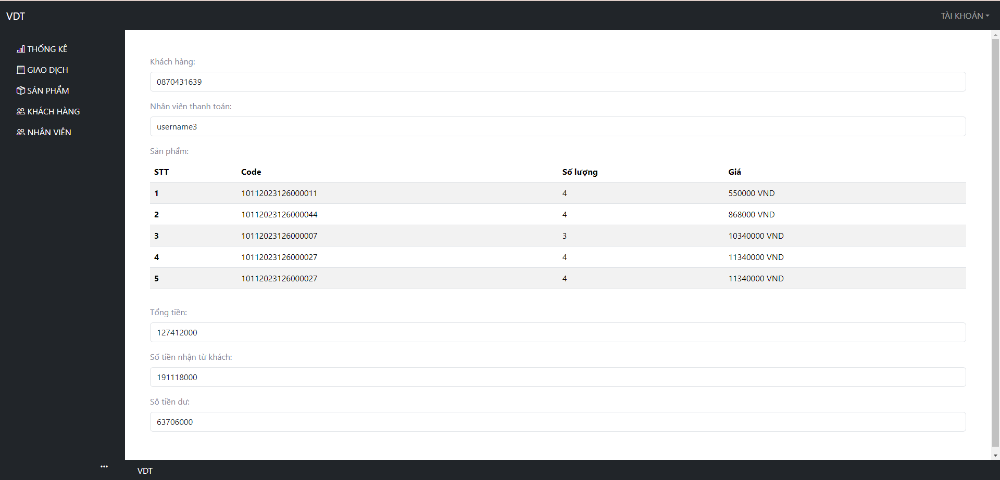 VDT
TÀI KHOẢN
THỐNG KÊ
GIAO DỊCH
SẢN PHẨM
KHÁCH HÀNG
NHÂN VIÊN
Khách hàng:
0870431639
Nhân viên thanh toán:
username3
Sản phẩm:
STT Code Số lượng Giá
1 10112023126000011 4 550000 VND
2 10112023126000044 4 868000 VND
3 10112023126000007 3 10340000 VND
4 10112023126000027 4 11340000 VND
5 10112023126000027 4 11340000 VND
Tổng tiền:
127412000
Số tiền nhận từ khách:
191118000
Sô tiền dư:
63706000
VDT